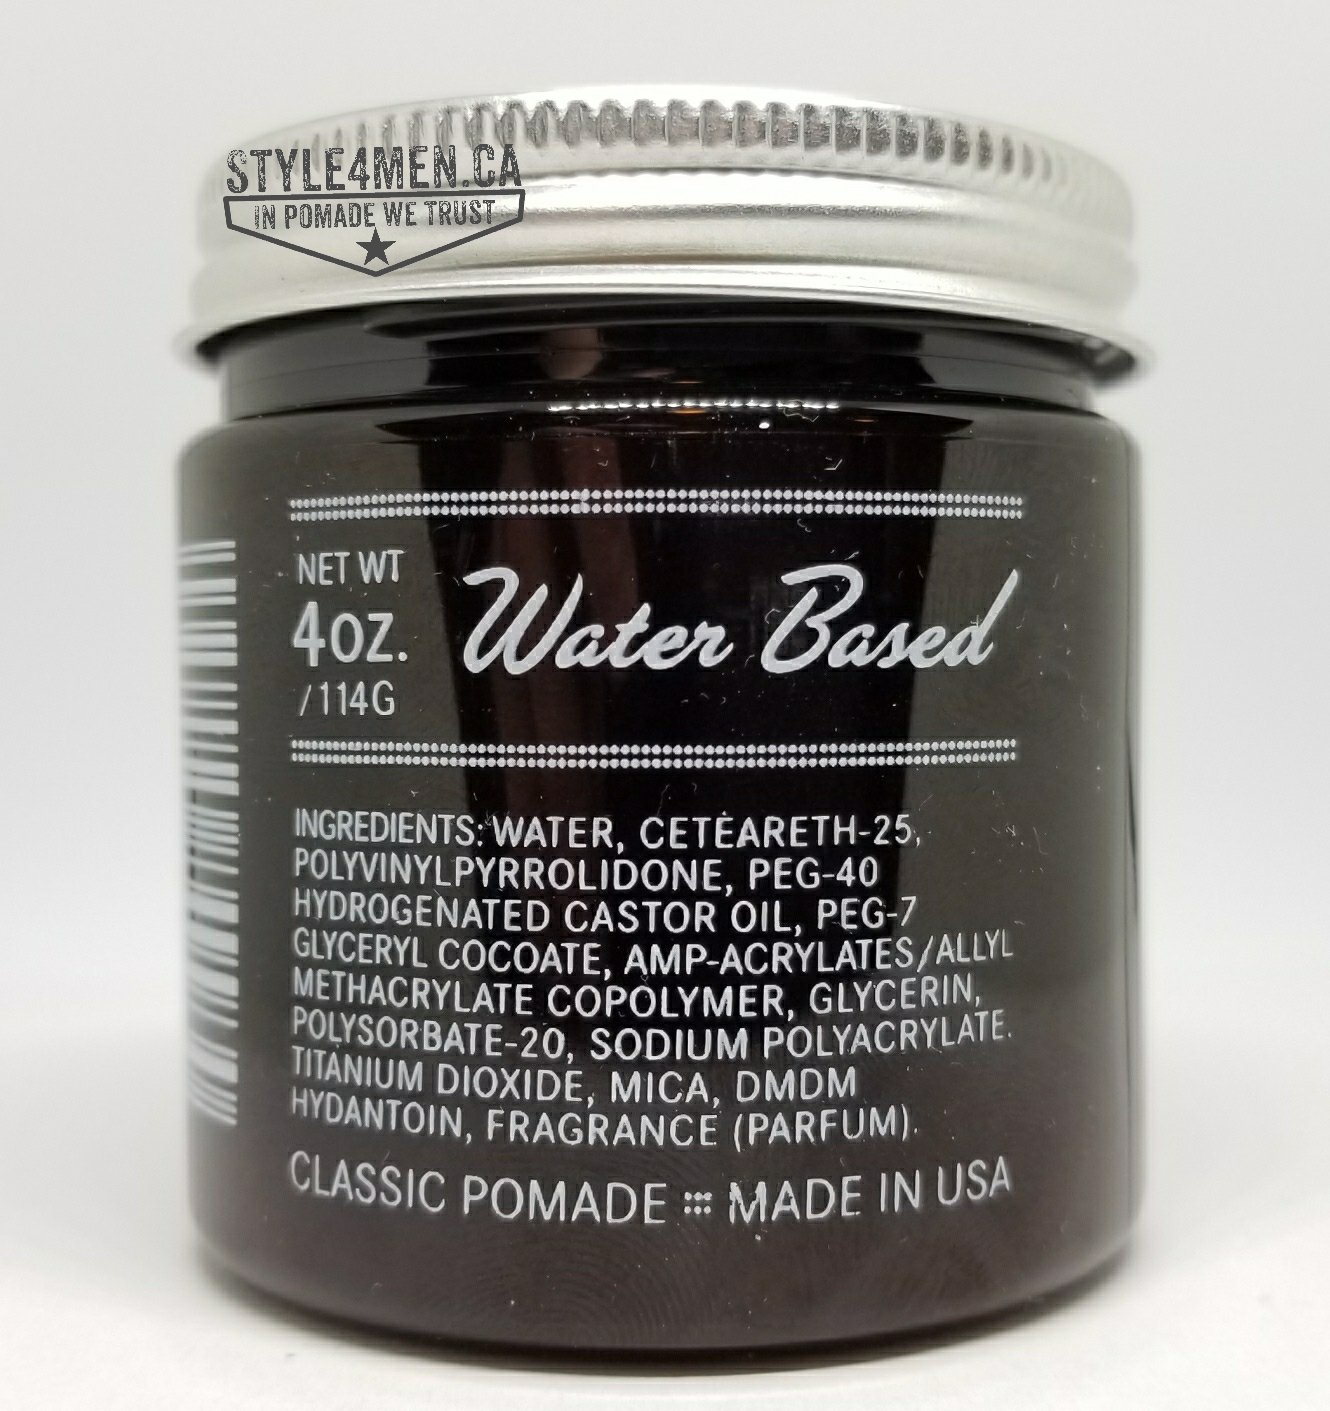 STYLE4MEN.CA
IN POMADE WE TRUST
NET WT
4OZ.
/114G
Water Based
INGREDIENTS: WATER, CETEARETH-25,
POLYVINYLPYRROLIDONE, PEG-40
HYDROGENATED CASTOR OIL, PEG-7
GLYCERYL COCOATE, AMP-ACRYLATES/ALLYL
METHACRYLATE COPOLYMER, GLYCERIN,
POLYSORBATE-20, SODIUM POLYACRYLATE.
TITANIUM DIOXIDE, MICA, DMDM
HYDANTOIN, FRAGRANCE (PARFUM).
CLASSIC POMADE MADE IN USA